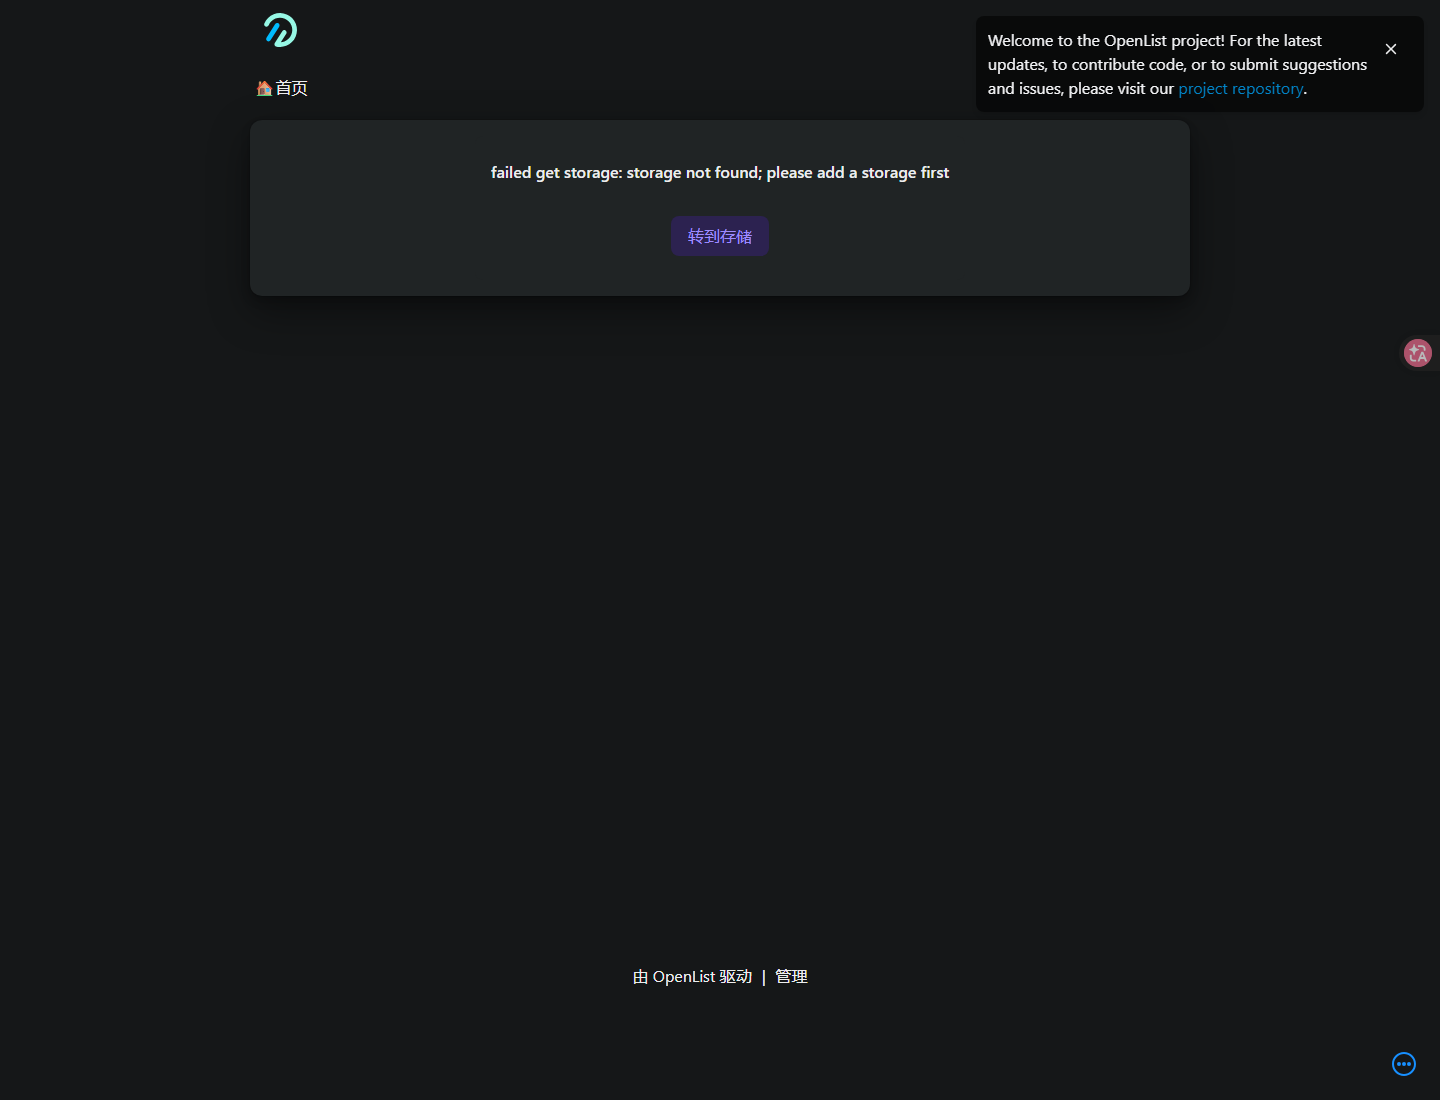 Welcome to the OpenList project! For the latest
updates, to contribute code, or to submit suggestions
and issues, please visit our project repository.
首页
failed get storage: storage not found; please add a storage first
转到存储
由 OpenList 驱动 | 管理